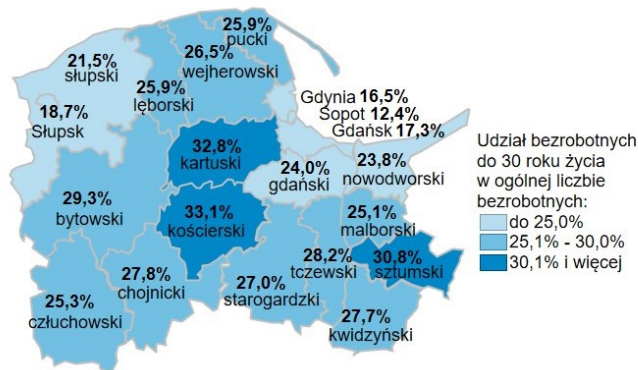 25,9%
pucki
26,5%
wejherowski
21,5%
słupski
25,9%
lęborski
18,7%
Słupsk
Gdynia 16,5%
Sopot 12,4%
Gdańsk 17,3%
32,8%
kartuski
24,0%
gdański
23,8%
nowodworski
29,3%
bytowski
33,1%
kościerski
25,1%
malborski
28,2%
tczewski
30,8%
sztumski
27,8%
chojnicki
27,0%
starogardzki
25,3%
człuchowski
27,7%
kwidzyński
Udział bezrobotnych
do 30 roku życia
w ogólnej liczbie
bezrobotnych:
do 25,0%
25,1% - 30,0%
30,1% i więcej